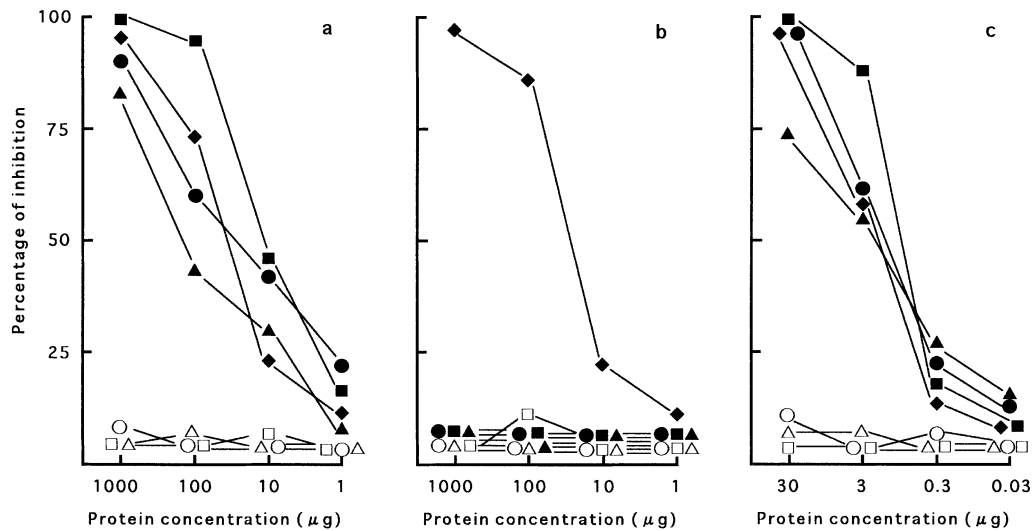 100
75
50
25
Percentage of inhibition
a
b
c
1000 100 10 1
1000 100 10 1
30 3 0.3 0.03
Protein concentration (μg)
Protein concentration (μg)
Protein concentration (μg)